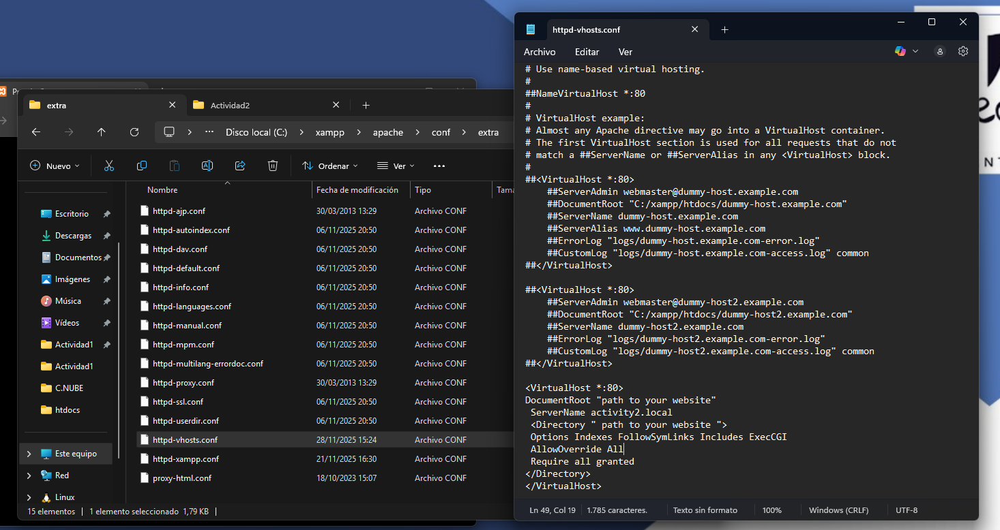 extra
Actividad2
Disco local (C:)
xampp
apache
conf
extra
Nuevo
Ordenar
Ver
Nombre
Fecha de modificación
Tipo
Tama
Escritorio
Descargas
Documentos
Imágenes
Música
Vídeos
Actividad1
Actividad1
C.NUBE
htdocs
Este equipo
Red
Linux
httpd-ajp.conf 30/03/2013 13:29 Archivo CONF
httpd-autoindex.conf 06/11/2025 20:50 Archivo CONF
httpd-dav.conf 06/11/2025 20:50 Archivo CONF
httpd-default.conf 06/11/2025 20:50 Archivo CONF
httpd-info.conf 06/11/2025 20:50 Archivo CONF
httpd-languages.conf 06/11/2025 20:50 Archivo CONF
httpd-manual.conf 06/11/2025 20:50 Archivo CONF
httpd-mpm.conf 06/11/2025 20:50 Archivo CONF
httpd-multilang-errordoc.conf 06/11/2025 20:50 Archivo CONF
httpd-proxy.conf 30/03/2013 13:29 Archivo CONF
httpd-ssl.conf 06/11/2025 20:50 Archivo CONF
httpd-userdir.conf 06/11/2025 20:50 Archivo CONF
httpd-vhosts.conf 28/11/2025 15:24 Archivo CONF
httpd-xampp.conf 21/11/2025 16:30 Archivo CONF
proxy-html.conf 18/10/2023 15:07 Archivo CONF
15 elementos | 1 elemento seleccionado 1,79 KB |
httpd-vhosts.conf
Archivo Editar Ver
# Use name-based virtual hosting.
#
##NameVirtualHost *:80
#
# VirtualHost example:
# Almost any Apache directive may go into a VirtualHost container.
# The first VirtualHost section is used for all requests that do not
# match a ##ServerName or ##ServerAlias in any <VirtualHost> block.
#
##<VirtualHost *:80>
    ##ServerAdmin webmaster@dummy-host.example.com
    ##DocumentRoot "C:/xampp/htdocs/dummy-host.example.com"
    ##ServerName dummy-host.example.com
    ##ServerAlias www.dummy-host.example.com
    ##ErrorLog "logs/dummy-host.example.com-error.log"
    ##CustomLog "logs/dummy-host.example.com-access.log" common
##</VirtualHost>

##<VirtualHost *:80>
    ##ServerAdmin webmaster@dummy-host2.example.com
    ##DocumentRoot "C:/xampp/htdocs/dummy-host2.example.com"
    ##ServerName dummy-host2.example.com
    ##ErrorLog "logs/dummy-host2.example.com-error.log"
    ##CustomLog "logs/dummy-host2.example.com-access.log" common
##</VirtualHost>

<VirtualHost *:80>
DocumentRoot "path to your website"
 ServerName activity2.local
 <Directory " path to your website ">
 Options Indexes FollowSymLinks Includes ExecCGI
 AllowOverride All
 Require all granted
</Directory>
</VirtualHost>
Ln 49, Col 19 1.785 caracteres. Texto sin formato 100% Windows (CRLF) UTF-8